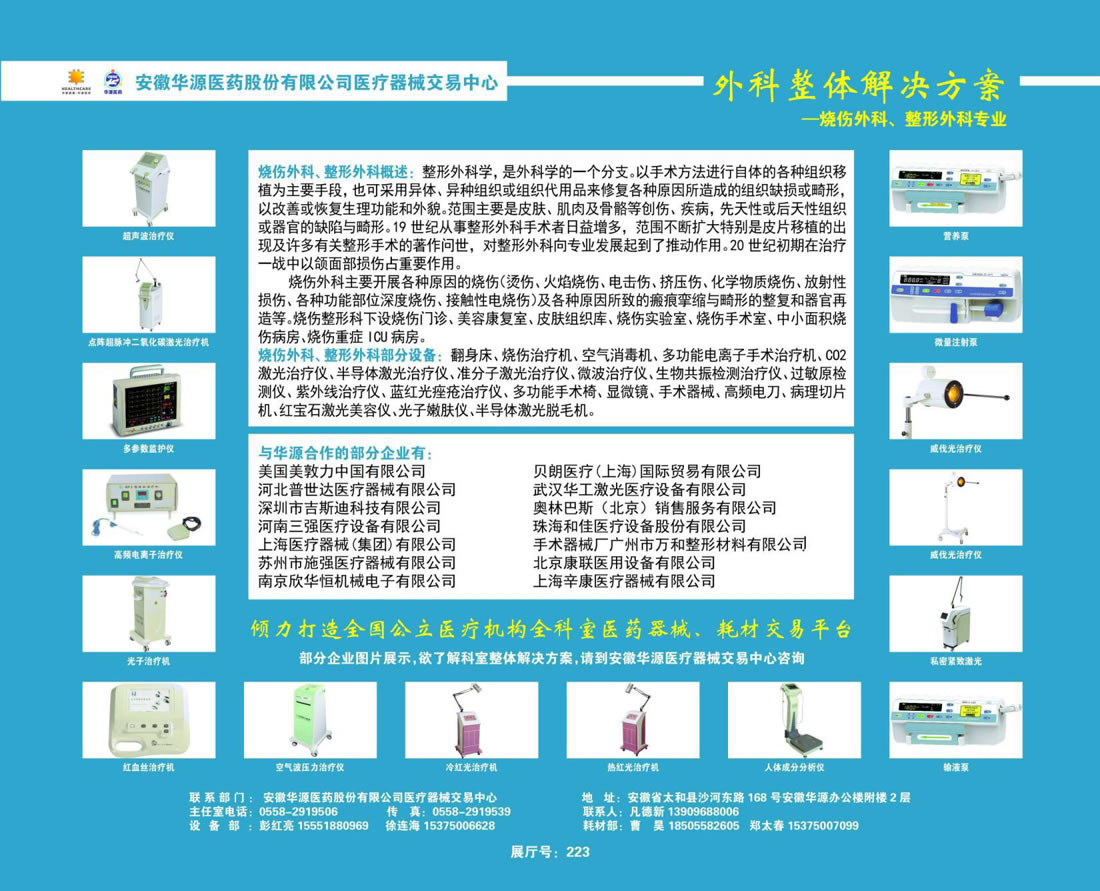 HEALTHCARE
华源医药
安徽华源医药股份有限公司医疗器械交易中心
外科整体解决方案
—烧伤外科、整形外科专业
超声波治疗仪
点阵超脉冲二氧化碳激光治疗机
多参数监护仪
高频电离子治疗仪
光子治疗机
烧伤外科、整形外科概述：整形外科学，是外科学的一个分支。以手术方法进行自体的各种组织移
植为主要手段，也可采用异体、异种组织或组织代用品来修复各种原因所造成的组织缺损或畸形，
以改善或恢复生理功能和外貌。范围主要是皮肤、肌肉及骨骼等创伤、疾病，先天性或后天性组织
或器官的缺陷与畸形。19世纪从事整形外科手术者日益增多，范围不断扩大特别是皮片移植的出
现及许多有关整形手术的著作问世，对整形外科向专业发展起到了推动作用。20世纪初期在治疗
一战中以颌面部损伤占重要作用。
烧伤外科主要开展各种原因的烧伤（烫伤、火焰烧伤、电击伤、挤压伤、化学物质烧伤、放射性
损伤、各种功能部位深度烧伤、接触性电烧伤）及各种原因所致的瘢痕挛缩与畸形的整复和器官再
造等。烧伤整形科下设烧伤门诊、美容康复室、皮肤组织库、烧伤实验室、烧伤手术室、中小面积烧
伤病房、烧伤重症ICU病房。
烧伤外科、整形外科部分设备：翻身床、烧伤治疗机、空气消毒机、多功能电离子手术治疗机、CO2
激光治疗仪、半导体激光治疗仪、准分子激光治疗仪、微波治疗仪、生物共振检测治疗仪、过敏原检
测仪、紫外线治疗仪、蓝红光痤疮治疗仪、多功能手术椅、显微镜、手术器械、高频电刀、病理切片
机、红宝石激光美容仪、光子嫩肤仪、半导体激光脱毛机。
与华源合作的部分企业有：
美国美敦力中国有限公司
河北普世达医疗器械有限公司
深圳市吉斯迪科技有限公司
河南三强医疗设备有限公司
上海医疗器械（集团）有限公司
苏州市施强医疗器械有限公司
南京欣华恒机械电子有限公司
贝朗医疗（上海）国际贸易有限公司
武汉华工激光医疗设备有限公司
奥林巴斯（北京）销售服务有限公司
珠海和佳医疗设备股份有限公司
手术器械厂广州市万和整形材料有限公司
北京康联医用设备有限公司
上海辛康医疗器械有限公司
营养泵
微量注射泵
威伐光治疗仪
威伐光治疗仪
私密紧致激光
倾力打造全国公立医疗机构全科室医药器械、耗材交易平台
部分企业图片展示，欲了解科室整体解决方案，请到安徽华源医疗器械交易中心咨询
红血丝治疗机
空气波压力治疗仪
冷红光治疗机
热红光治疗机
人体成分分析仪
输液泵
联系部门：安徽华源医药股份有限公司医疗器械交易中心
主任室电话：0558-2919506 传真：0558-2919539
设备部：彭红亮 15551880969 徐连海 15375006628
地址：安徽省太和县沙河东路168号安徽华源办公楼附楼2层
联系人：凡德新 13909688006
耗材部：曹昊 18505582605 郑太春 15375007099
展厅号：223